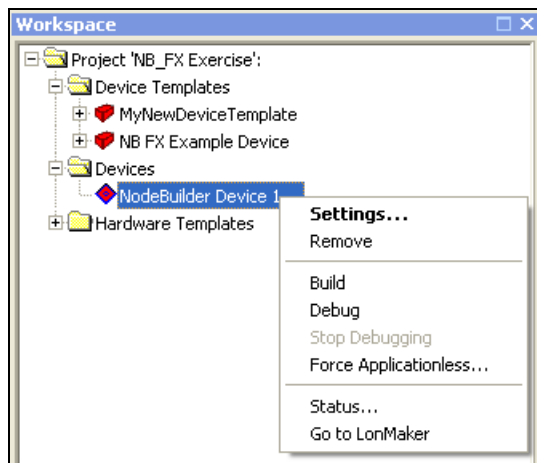 Workspace
Project 'NB_FX Exercise':
Device Templates
MyNewDeviceTemplate
NB FX Example Device
Devices
NodeBuilder Device 1
Hardware Templates
Settings...
Remove
Build
Debug
Stop Debugging
Force Applicationless...
Status...
Go to LonMaker